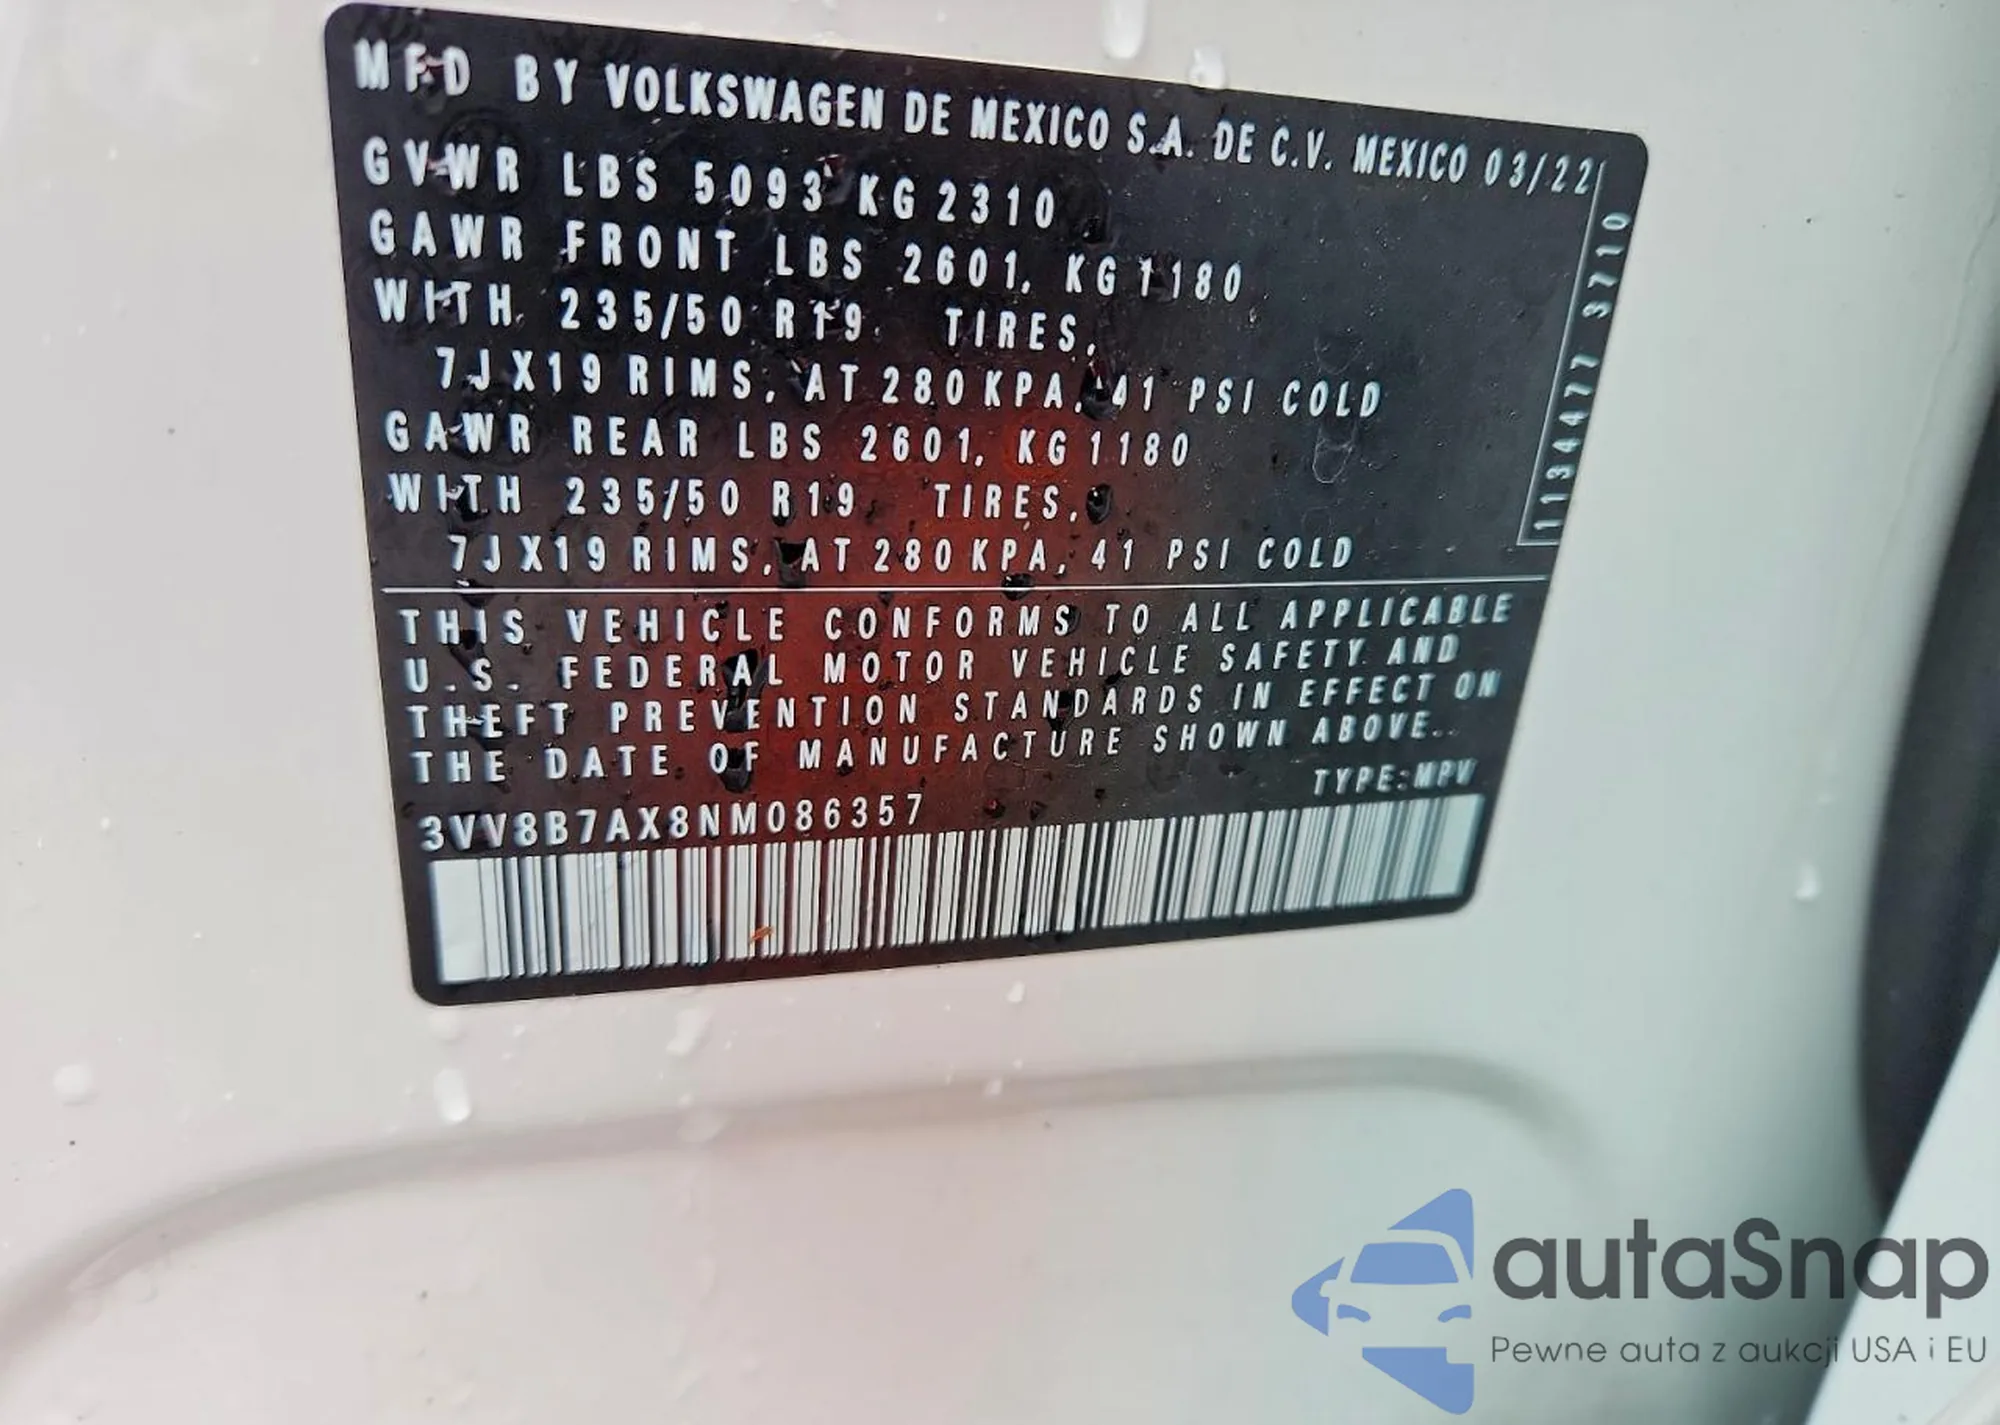 MFD BY VOLKSWAGEN DE MEXICO S.A. DE C.V. MEXICO 03/22
GVWR LBS 5093 KG 2310
GAWR FRONT LBS 2601, KG 1180
WITH 235/50 R19 TIRES,
7J X19 RIMS, AT 280 KPA, 41 PSI COLD
GAWR REAR LBS 2601, KG 1180
WITH 235/50 R19 TIRES,
7J X19 RIMS, AT 280 KPA, 41 PSI COLD
1134477 3710
THIS VEHICLE CONFORMS TO ALL APPLICABLE
U.S. FEDERAL MOTOR VEHICLE SAFETY AND
THEFT PREVENTION STANDARDS IN EFFECT ON
THE DATE OF MANUFACTURE SHOWN ABOVE..
TYPE:MPV
3VV8B7AX8NM086357
autaSnap
Pewne auta z aukcji USA i EU